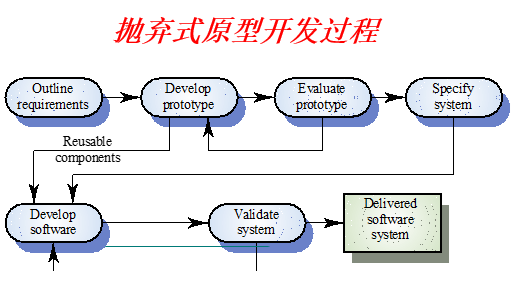 抛弃式原型开发过程
Outline
requirements
Develop
prototype
Evaluate
prototype
Specify
system
Reusable
components
Develop
software
Validate
system
Delivered
software
system